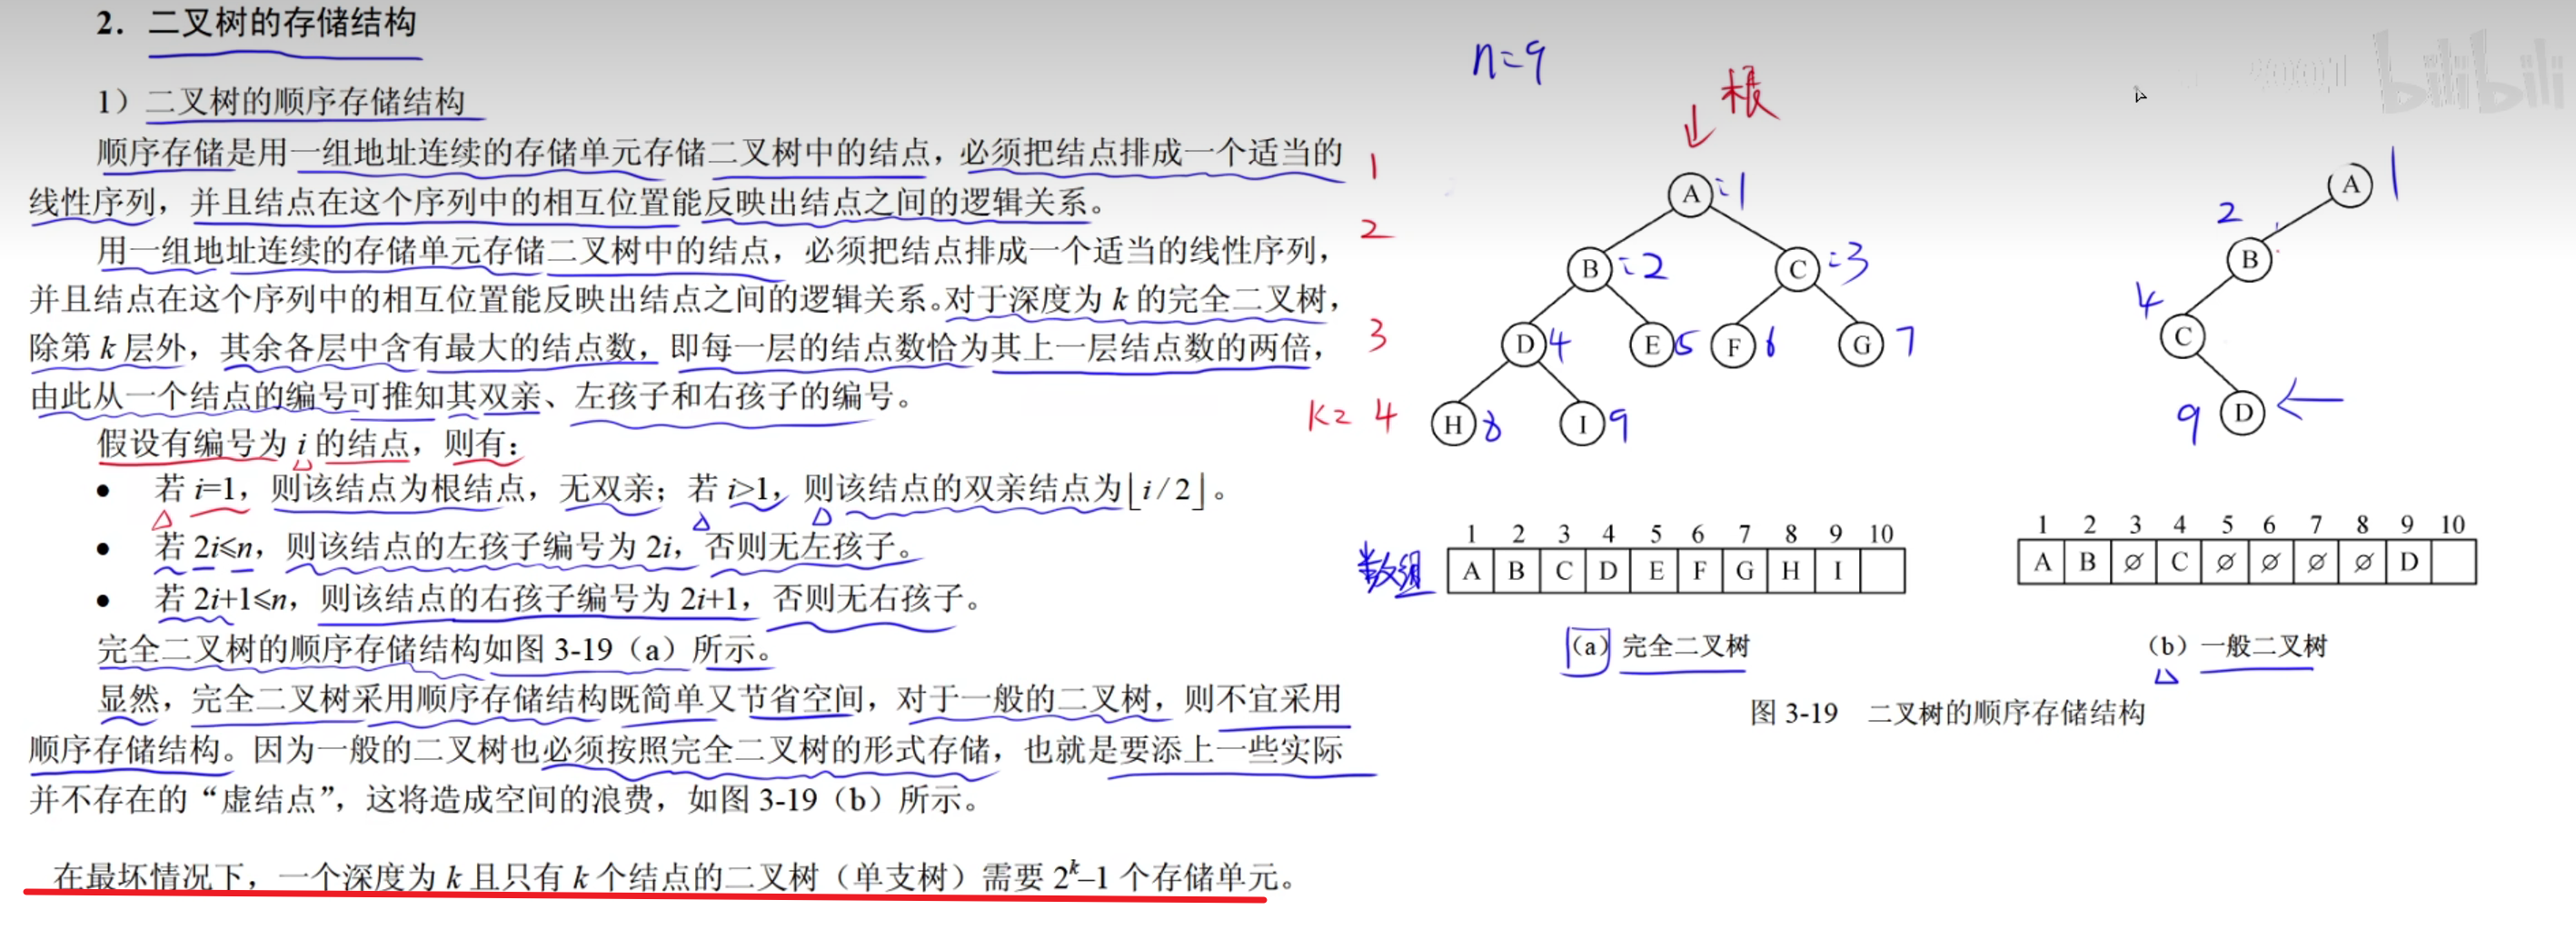 2. 二叉树的存储结构
1）二叉树的顺序存储结构
顺序存储是用一组地址连续的存储单元存储二叉树中的结点，必须把结点排成一个适当的
线性序列，并且结点在这个序列中的相互位置能反映出结点之间的逻辑关系。
用一组地址连续的存储单元存储二叉树中的结点，必须把结点排成一个适当的线性序列，
并且结点在这个序列中的相互位置能反映出结点之间的逻辑关系。对于深度为 k 的完全二叉树，
除第 k 层外，其余各层中含有最大的结点数，即每一层的结点数恰为其上一层结点数的两倍，
由此从一个结点的编号可推知其双亲、左孩子和右孩子的编号。
假设有编号为 i 的结点，则有：
● 若 i=1，则该结点为根结点，无双亲；若 i>1，则该结点的双亲结点为⌊i/2⌋。
● 若 2i≤n，则该结点的左孩子编号为 2i，否则无左孩子。
● 若 2i+1≤n，则该结点的右孩子编号为 2i+1，否则无右孩子。
完全二叉树的顺序存储结构如图 3-19（a）所示。
显然，完全二叉树采用顺序存储结构既简单又节省空间，对于一般的二叉树，则不宜采用
顺序存储结构。因为一般的二叉树也必须按照完全二叉树的形式存储，也就是要添上一些实际
并不存在的“虚结点”，这将造成空间的浪费，如图 3-19（b）所示。
在最坏情况下，一个深度为 k 且只有 k 个结点的二叉树（单支树）需要 2^k–1 个存储单元。
n=9
根
1
A:1
2
B:2 C:3
3
D4 E5 F6 G7
K=4
H8 I9
数组
1 2 3 4 5 6 7 8 9 10
A B C D E F G H I
（a）完全二叉树
A 1
2 B
4 C
9 D
1 2 3 4 5 6 7 8 9 10
A B ∅ C ∅ ∅ ∅ ∅ D
（b）一般二叉树
图 3-19 二叉树的顺序存储结构
bilibili